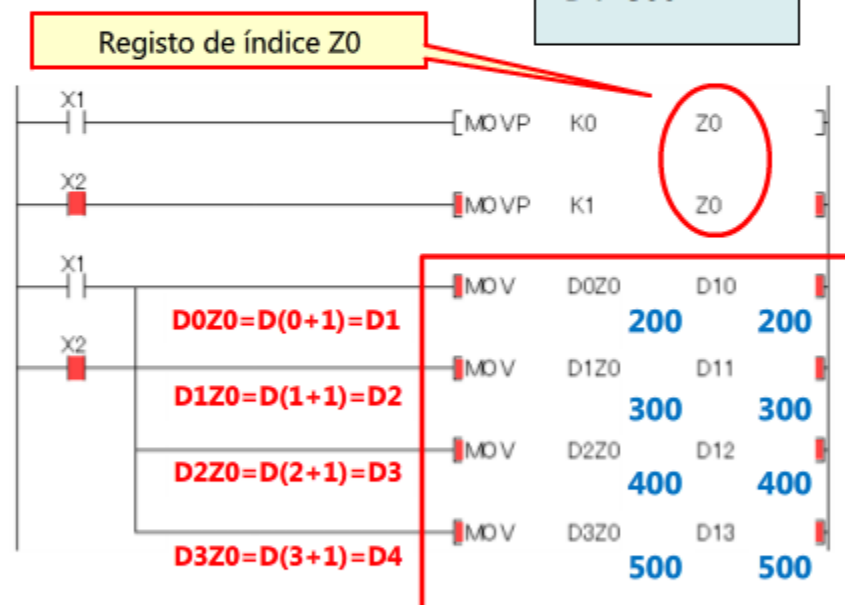 Registo de índice Z0
X1
[MOVP K0 Z0 ]
X2
MOVP K1 Z0
X1
MOV D0Z0 D10
D0Z0=D(0+1)=D1 200 200
X2
MOV D1Z0 D11
D1Z0=D(1+1)=D2 300 300
MOV D2Z0 D12
D2Z0=D(2+1)=D3 400 400
MOV D3Z0 D13
D3Z0=D(3+1)=D4 500 500